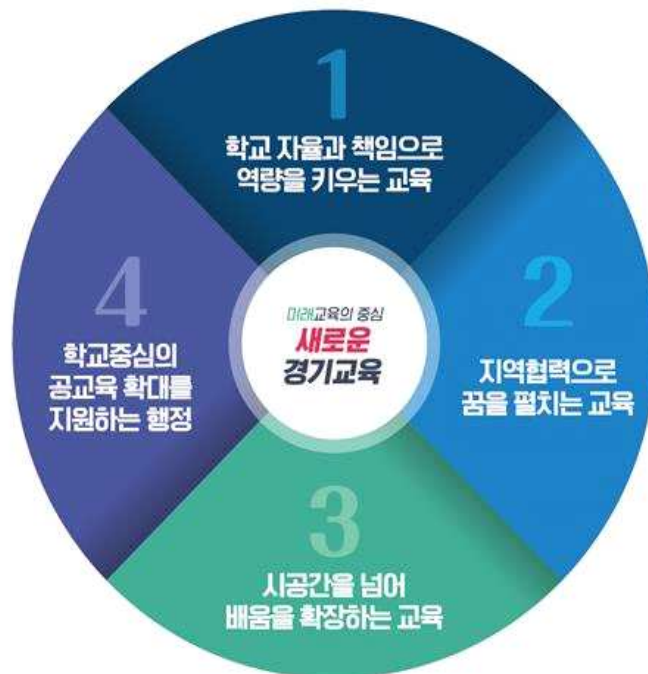 1
학교 자율과 책임으로
역량을 키우는 교육
2
지역협력으로
꿈을 펼치는 교육
3
시공간을 넘어
배움을 확장하는 교육
4
학교중심의
공교육 확대를
지원하는 행정
미래교육의 중심
새로운
경기교육